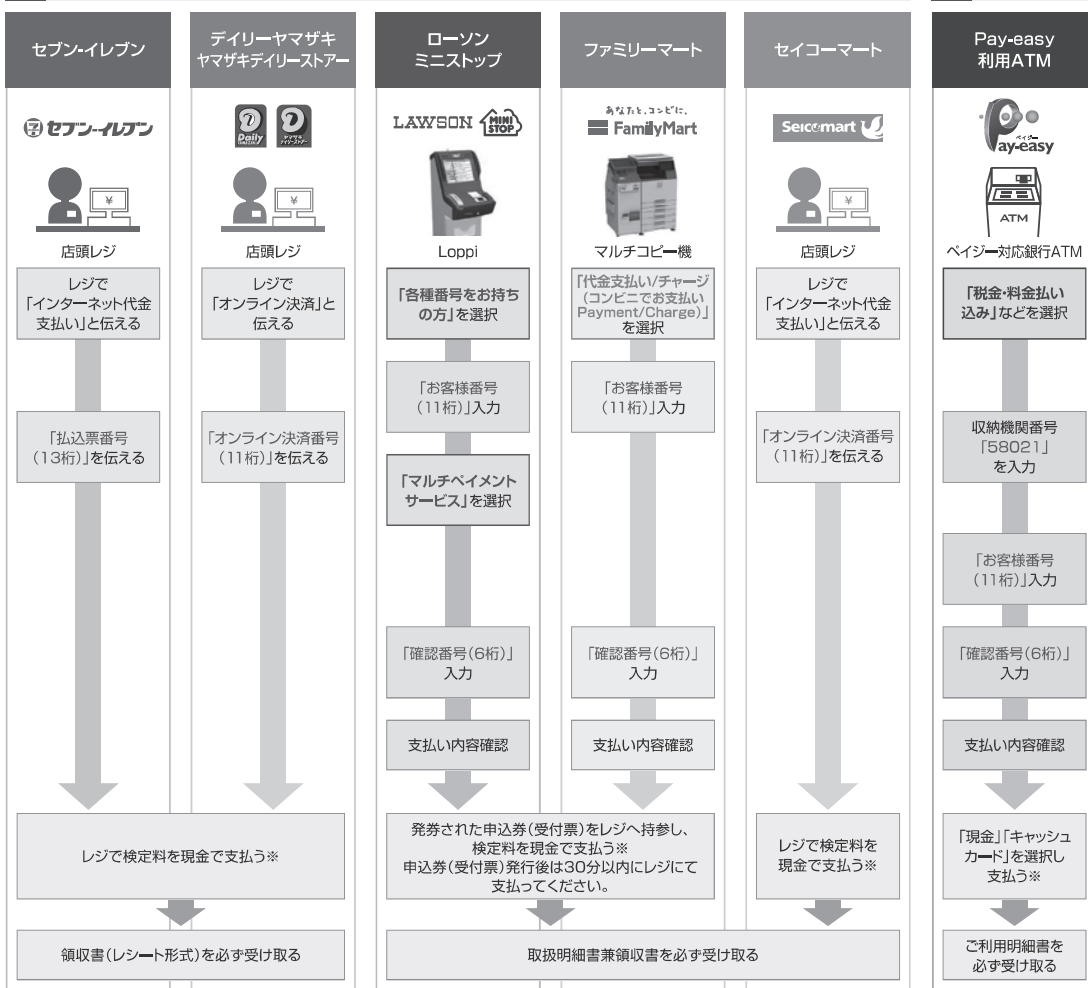 セブン-イレブン
デイリーヤマザキ
ヤマザキデイリーストアー
ローソン
ミニストップ
ファミリーマート
セイコーマート
Pay-easy
利用ATM
セブン-イレブン
Daily
LAWSON
MINI
STOP
あなたと、コンビに、
FamilyMart
Seicomart
ペイジー
Pay-easy
¥
¥
¥
ATM
店頭レジ
店頭レジ
Loppi
マルチコピー機
店頭レジ
ペイジー対応銀行ATM
レジで
「インターネット代金
支払い」と伝える
「払込票番号
(13桁)」を伝える
レジで
「オンライン決済」と
伝える
「オンライン決済番号
(11桁)」を伝える
「各種番号をお持ち
の方」を選択
「お客様番号
(11桁)」入力
「マルチペイメント
サービス」を選択
「確認番号(6桁)」
入力
支払い内容確認
「代金支払い/チャージ
(コンビニでお支払い
Payment/Charge)」
を選択
「お客様番号
(11桁)」入力
「確認番号(6桁)」
入力
支払い内容確認
レジで
「インターネット代金
支払い」と伝える
「オンライン決済番号
(11桁)」を伝える
「税金・料金払い
込み」などを選択
収納機関番号
「58021」
を入力
「お客様番号
(11桁)」入力
「確認番号(6桁)」
入力
支払い内容確認
レジで検定料を現金で支払う※
発券された申込券(受付票)をレジへ持参し、
検定料を現金で支払う※
申込券(受付票)発行後は30分以内にレジにて
支払ってください。
レジで検定料を
現金で支払う※
「現金」「キャッシュ
カード」を選択し
支払う※
領収書(レシート形式)を必ず受け取る
取扱明細書兼領収書を必ず受け取る
ご利用明細書を
必ず受け取る